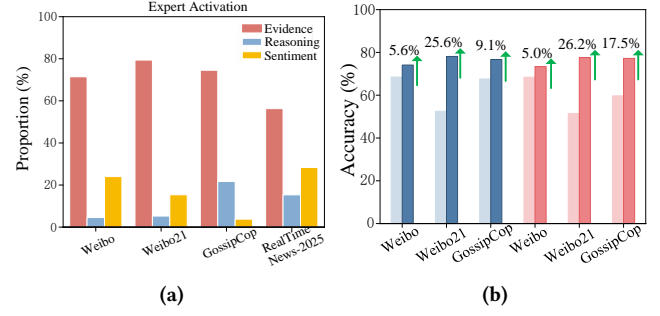 Expert Activation
Proportion (%)
100
80
60
40
20
0
Evidence
Reasoning
Sentiment
Weibo
Weibo21
GossipCop
RealTime
News-2025
(a)
Accuracy (%)
100
80
60
40
20
0
5.6%
25.6%
9.1%
5.0%
26.2%
17.5%
Weibo
Weibo21
GossipCop
Weibo
Weibo21
GossipCop
(b)